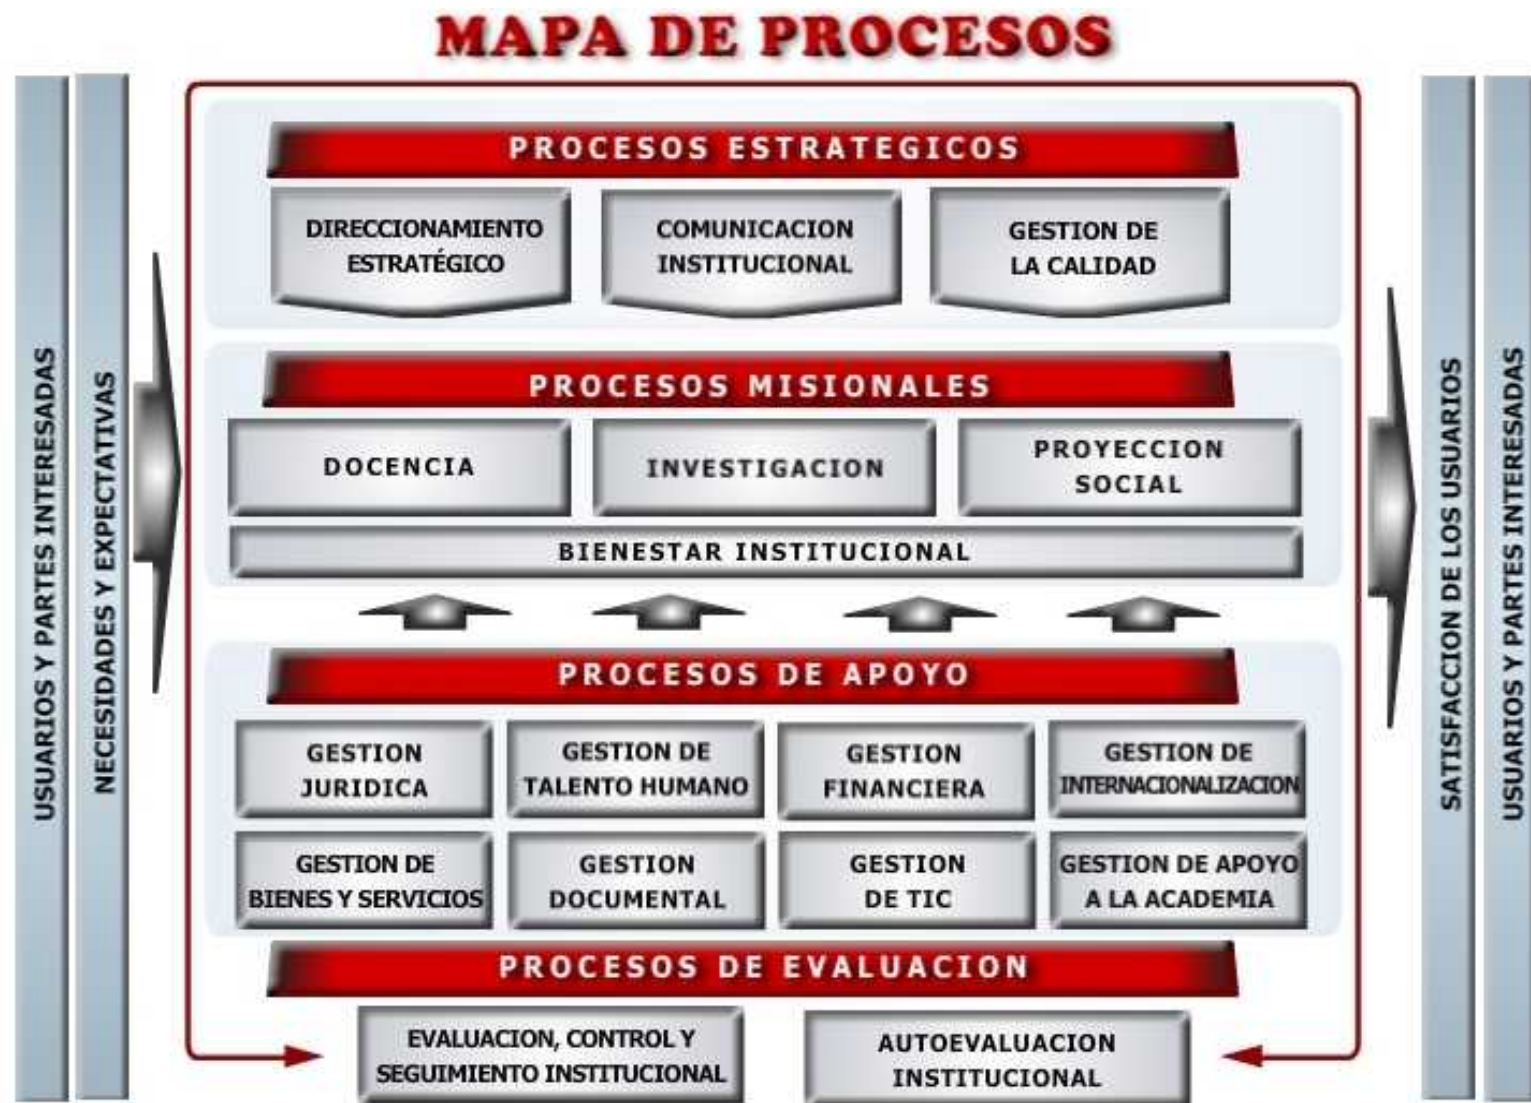 MAPA DE PROCESOS
USUARIOS Y PARTES INTERESADAS
NECESIDADES Y EXPECTATIVAS
PROCESOS ESTRATEGICOS
DIRECCIONAMIENTO
ESTRATÉGICO
COMUNICACION
INSTITUCIONAL
GESTION DE
LA CALIDAD
PROCESOS MISIONALES
DOCENCIA
INVESTIGACION
PROYECCION
SOCIAL
BIENESTAR INSTITUCIONAL
PROCESOS DE APOYO
GESTION
JURIDICA
GESTION DE
TALENTO HUMANO
GESTION
FINANCIERA
GESTION DE
INTERNACIONALIZACION
GESTION DE
BIENES Y SERVICIOS
GESTION
DOCUMENTAL
GESTION
DE TIC
GESTION DE APOYO
A LA ACADEMIA
PROCESOS DE EVALUACION
EVALUACION, CONTROL Y
SEGUIMIENTO INSTITUCIONAL
AUTOEVALUACION
INSTITUCIONAL
SATISFACCION DE LOS USUARIOS
USUARIOS Y PARTES INTERESADAS